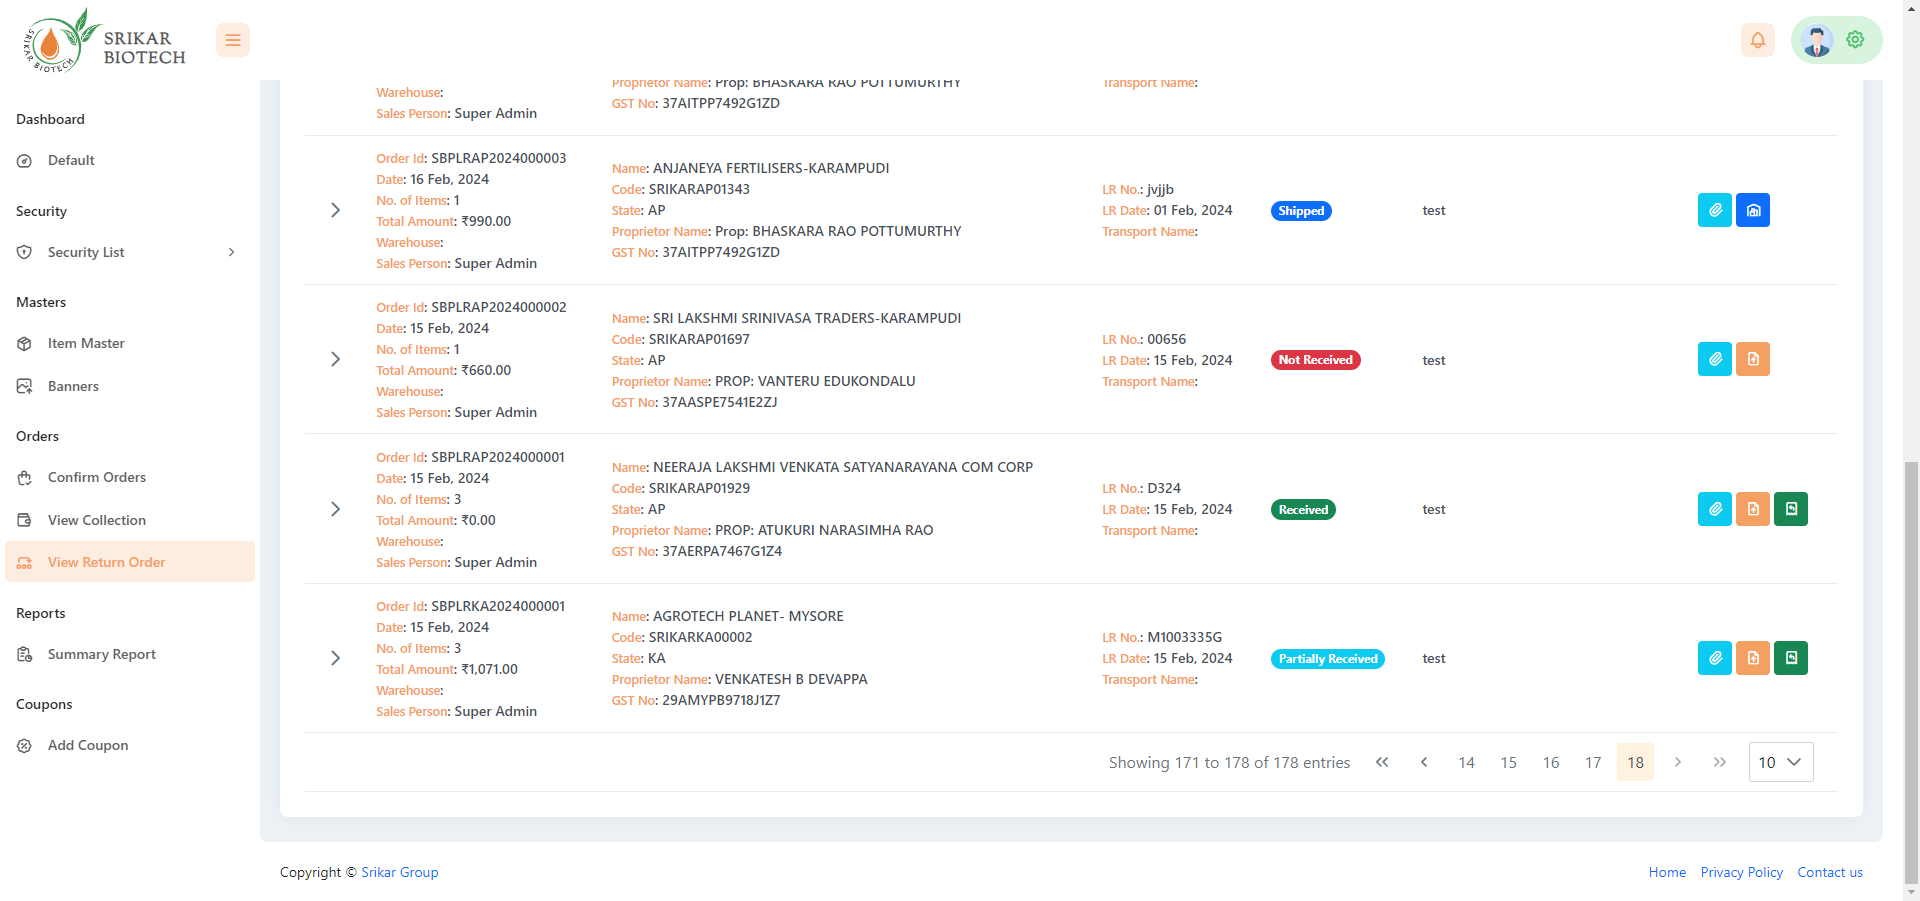 SRIKAR BIOTECH
SRIKAR
BIOTECH
Dashboard
Default
Security
Security List
Masters
Item Master
Banners
Orders
Confirm Orders
View Collection
View Return Order
Reports
Summary Report
Coupons
Add Coupon
Warehouse:
Sales Person: Super Admin
Proprietor Name: Prop: BHASKARA RAO POTTUMURTHY
GST No: 37AITPP7492G1ZD
Transport Name:
Order Id: SBPLRAP2024000003
Date: 16 Feb, 2024
No. of Items: 1
Total Amount: ₹990.00
Warehouse:
Sales Person: Super Admin
Name: ANJANEYA FERTILISERS-KARAMPUDI
Code: SRIKARAP01343
State: AP
Proprietor Name: Prop: BHASKARA RAO POTTUMURTHY
GST No: 37AITPP7492G1ZD
LR No.: jvjjb
LR Date: 01 Feb, 2024
Transport Name:
Shipped
test
Order Id: SBPLRAP2024000002
Date: 15 Feb, 2024
No. of Items: 1
Total Amount: ₹660.00
Warehouse:
Sales Person: Super Admin
Name: SRI LAKSHMI SRINIVASA TRADERS-KARAMPUDI
Code: SRIKARAP01697
State: AP
Proprietor Name: PROP: VANTERU EDUKONDALU
GST No: 37AASPE7541E2ZJ
LR No.: 00656
LR Date: 15 Feb, 2024
Transport Name:
Not Received
test
Order Id: SBPLRAP2024000001
Date: 15 Feb, 2024
No. of Items: 3
Total Amount: ₹0.00
Warehouse:
Sales Person: Super Admin
Name: NEERAJA LAKSHMI VENKATA SATYANARAYANA COM CORP
Code: SRIKARAP01929
State: AP
Proprietor Name: PROP: ATUKURI NARASIMHA RAO
GST No: 37AERPA7467G1Z4
LR No.: D324
LR Date: 15 Feb, 2024
Transport Name:
Received
test
Order Id: SBPLRKA2024000001
Date: 15 Feb, 2024
No. of Items: 3
Total Amount: ₹1,071.00
Warehouse:
Sales Person: Super Admin
Name: AGROTECH PLANET- MYSORE
Code: SRIKARKA00002
State: KA
Proprietor Name: VENKATESH B DEVAPPA
GST No: 29AMYPB9718J1Z7
LR No.: M1003335G
LR Date: 15 Feb, 2024
Transport Name:
Partially Received
test
Showing 171 to 178 of 178 entries 14 15 16 17 18 10
Copyright © Srikar Group
Home Privacy Policy Contact us